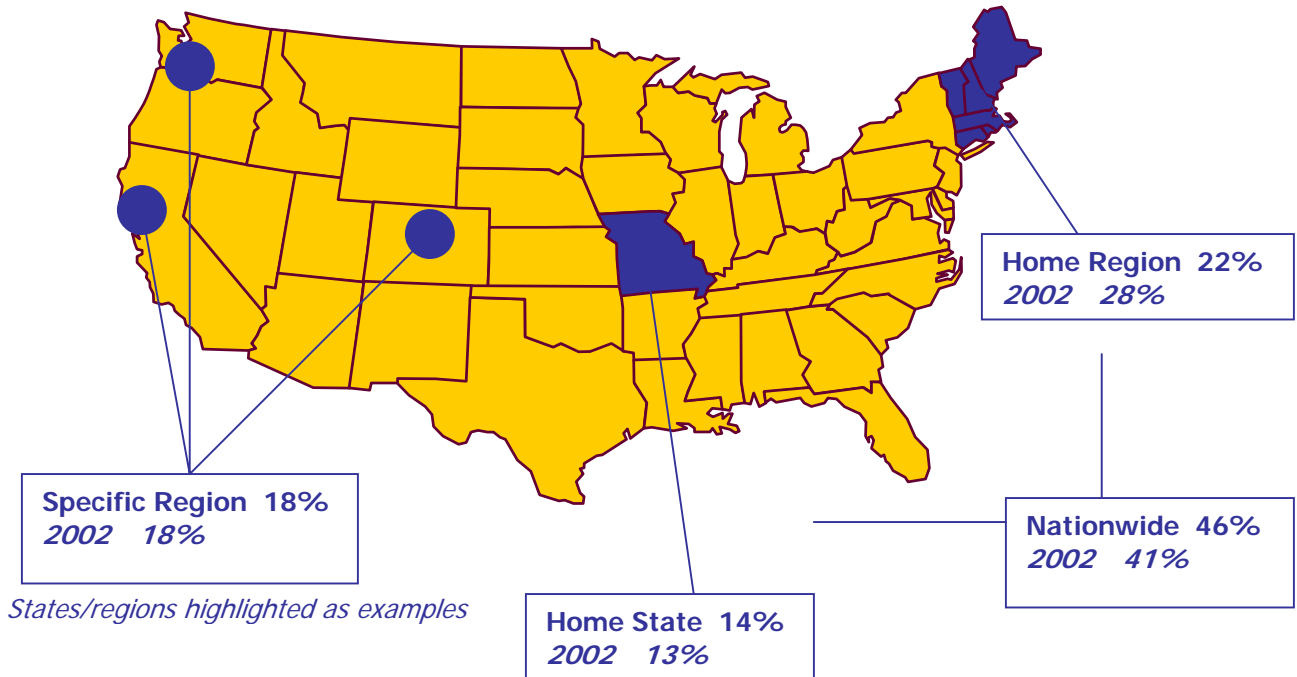 Home Region 22%
2002 28%
Specific Region 18%
2002 18%
Nationwide 46%
2002 41%
States/regions highlighted as examples
Home State 14%
2002 13%